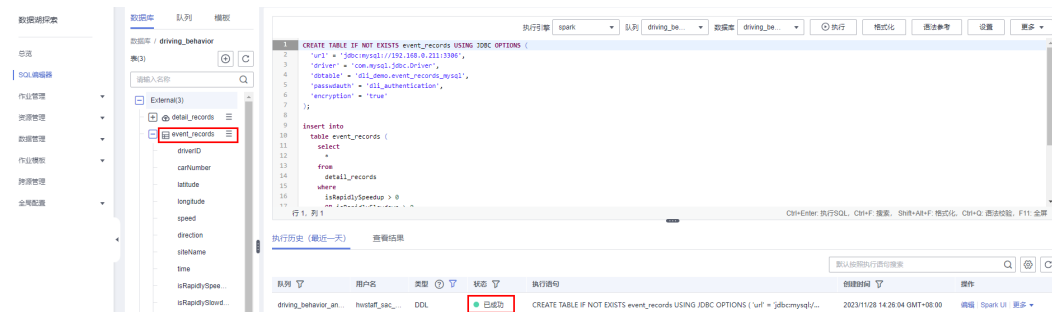 数据湖探索
总览
SQL编辑器
作业管理
资源管理
数据管理
作业模板
跨源管理
全局配置
数据库 队列 模板
数据库 / driving_behavior
表(3)
请输入名称
External(3)
detail_records
event_records
driverID
carNumber
latitude
longitude
speed
direction
siteName
time
isRapidlySpee...
isRapidlySlowd...
执行引擎 spark 队列 driving_be... 数据库 driving_be... 执行 格式化 语法参考 设置 更多
1 CREATE TABLE IF NOT EXISTS event_records USING JDBC OPTIONS (
2 'url' = 'jdbc:mysql://192.168.0.211:3306',
3 'driver' = 'com.mysql.jdbc.Driver',
4 'dbtable' = 'dli_demo.event_records_mysql',
5 'passwdauth' = 'dli_authentication',
6 'encryption' = 'true'
7 );
8
9 insert into
10 table event_records (
11 select
12 *
13 from
14 detail_records
15 where
16 isRapidlySpeedup > 0
行 1, 列 1 Ctrl+Enter: 执行SQL, Ctrl+F: 搜索, Shift+Alt+F: 格式化, Ctrl+Q: 语法校验, F11: 全屏
执行历史（最近一天） 查看结果
默认按照执行语句搜索
队列 用户名 类型 状态 执行语句 创建时间 操作
driving_behavior_an... hwstaff_sac_... DDL 已成功 CREATE TABLE IF NOT EXISTS event_records USING JDBC OPTIONS ( 'url' = 'jdbc:mysql:/... 2023/11/28 14:26:04 GMT+08:00 编辑 Spark UI 更多